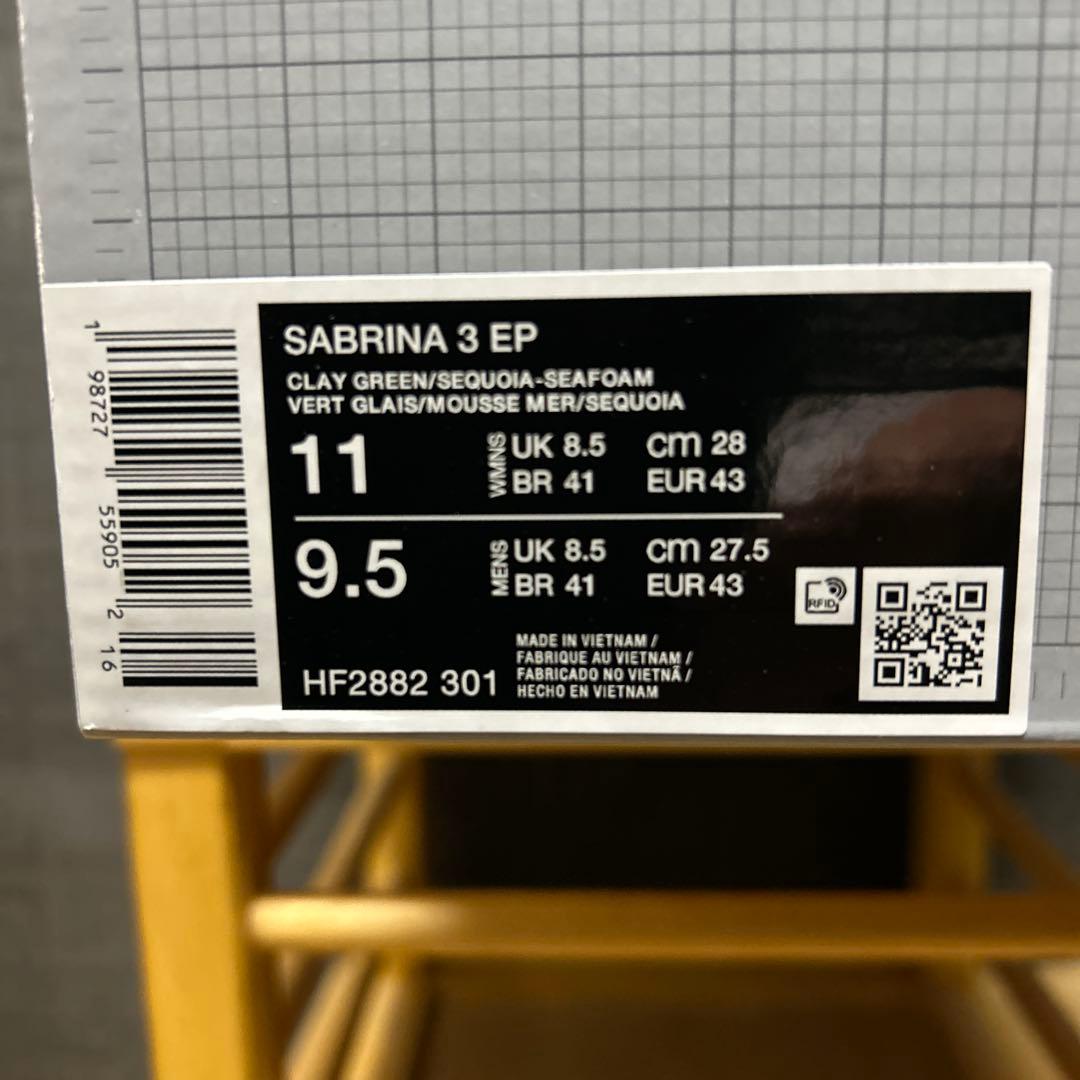 SABRINA 3 EP
CLAY GREEN/SEQUOIA-SEAFOAM
VERT GLAIS/MOUSSE MER/SEQUOIA
11 WMNS UK 8.5 cm 28
BR 41 EUR 43
9.5 MENS UK 8.5 cm 27.5
BR 41 EUR 43
RFID
HF2882 301
MADE IN VIETNAM /
FABRIQUE AU VIETNAM /
FABRICADO NO VIETNÃ /
HECHO EN VIETNAM
1 98727 55905 2 16